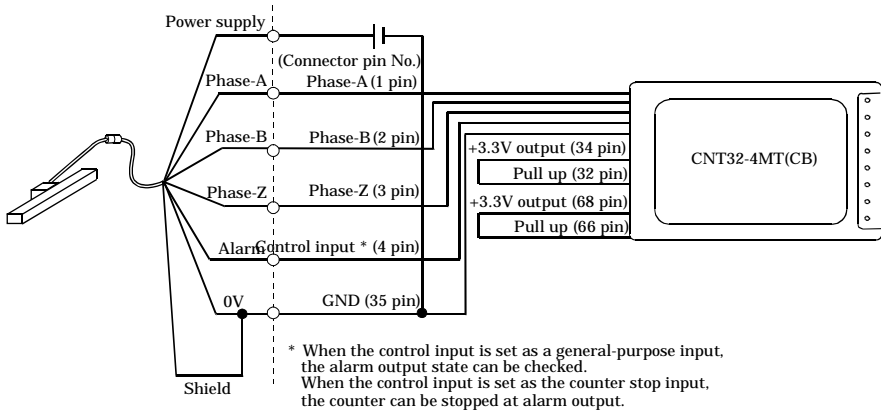 Power supply
(Connector pin No.)
Phase-A Phase-A (1 pin)
Phase-B Phase-B (2 pin)
+3.3V output (34 pin)
CNT32-4MT(CB)
Pull up (32 pin)
Phase-Z Phase-Z (3 pin)
+3.3V output (68 pin)
Pull up (66 pin)
Alarm Control input * (4 pin)
0V GND (35 pin)
Shield
* When the control input is set as a general-purpose input,
the alarm output state can be checked.
When the control input is set as the counter stop input,
the counter can be stopped at alarm output.